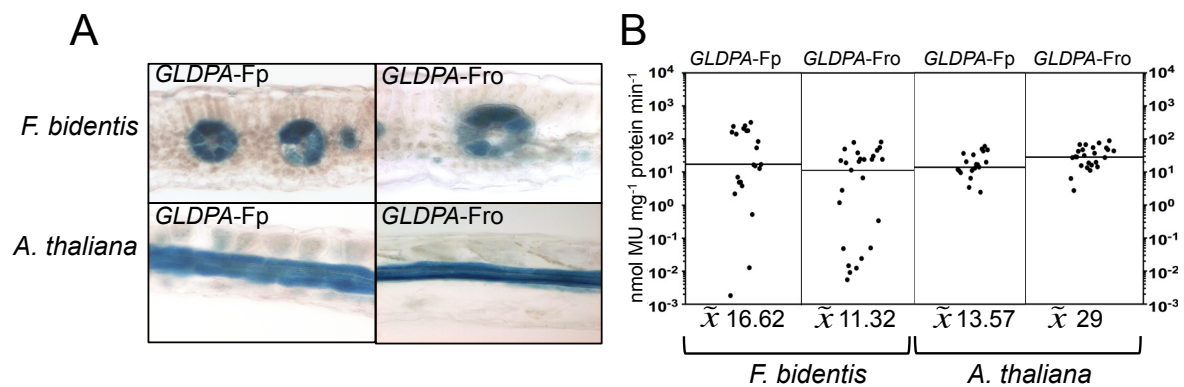 A
GLDPA-Fp GLDPA-Fro
F. bidentis
GLDPA-Fp GLDPA-Fro
A. thaliana
B
GLDPA-Fp GLDPA-Fro GLDPA-Fp GLDPA-Fro
nmol MU mg⁻¹ protein min⁻¹
10⁴ 10⁴
10³ 10³
10² 10²
10¹ 10¹
10⁰ 10⁰
10⁻¹ 10⁻¹
10⁻² 10⁻²
10⁻³ 10⁻³
x̃ 16.62 x̃ 11.32 x̃ 13.57 x̃ 29
F. bidentis A. thaliana